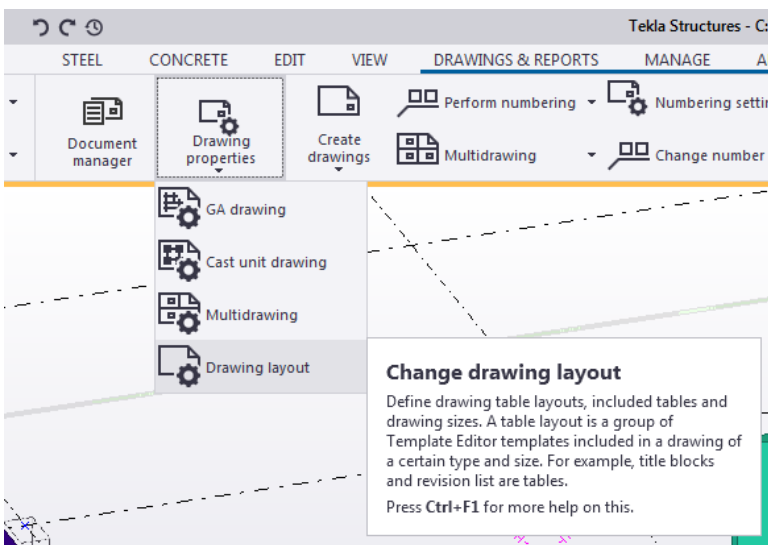 Tekla Structures - C:
STEEL CONCRETE EDIT VIEW DRAWINGS & REPORTS MANAGE A
Document
manager
Drawing
properties
Create
drawings
Perform numbering
Multidrawing
Numbering setti
Change number
GA drawing
Cast unit drawing
Multidrawing
Drawing layout
Change drawing layout
Define drawing table layouts, included tables and
drawing sizes. A table layout is a group of
Template Editor templates included in a drawing of
a certain type and size. For example, title blocks
and revision list are tables.
Press Ctrl+F1 for more help on this.